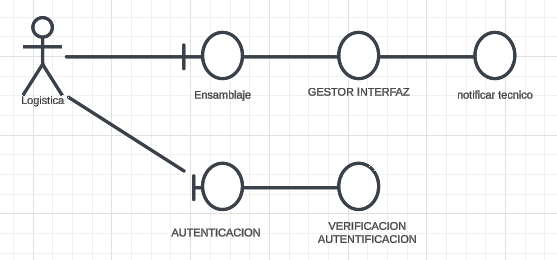 Logistica
Ensamblaje
GESTOR INTERFAZ
notificar tecnico
AUTENTICACION
VERIFICACION
AUTENTIFICACION